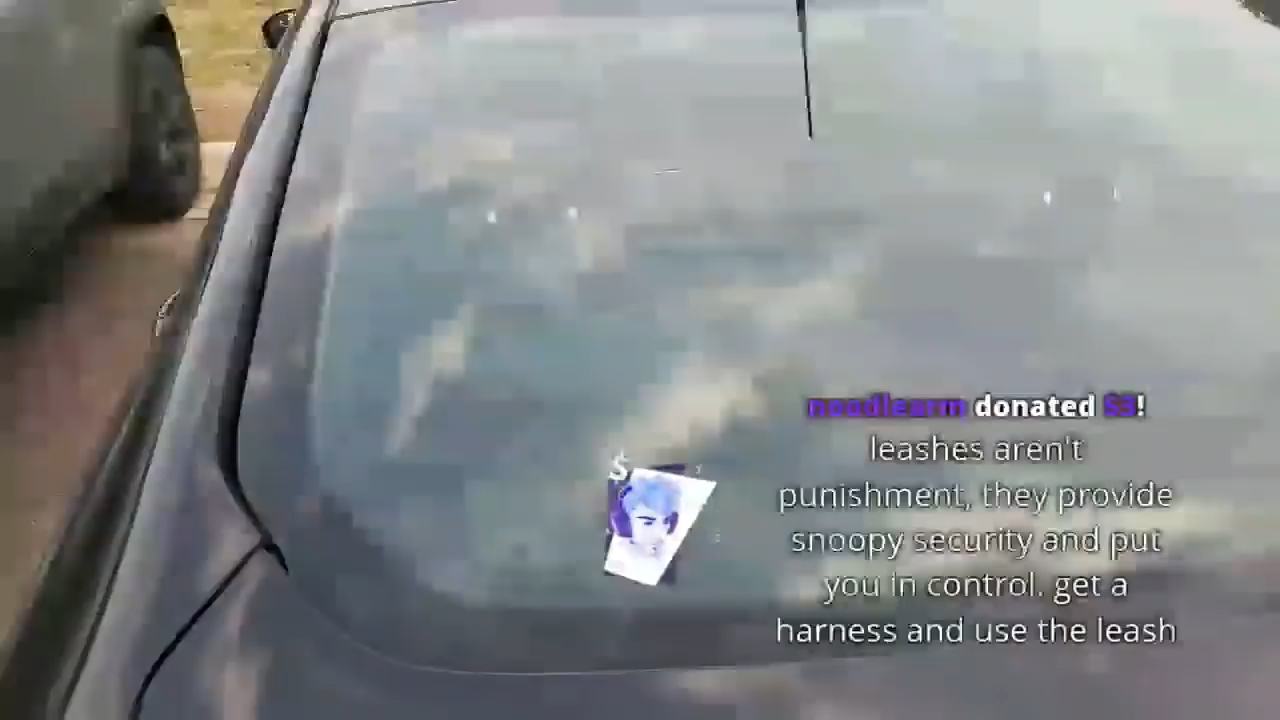 noodlearm donated $3!
leashes aren't
punishment, they provide
snoopy security and put
you in control. get a
harness and use the leash